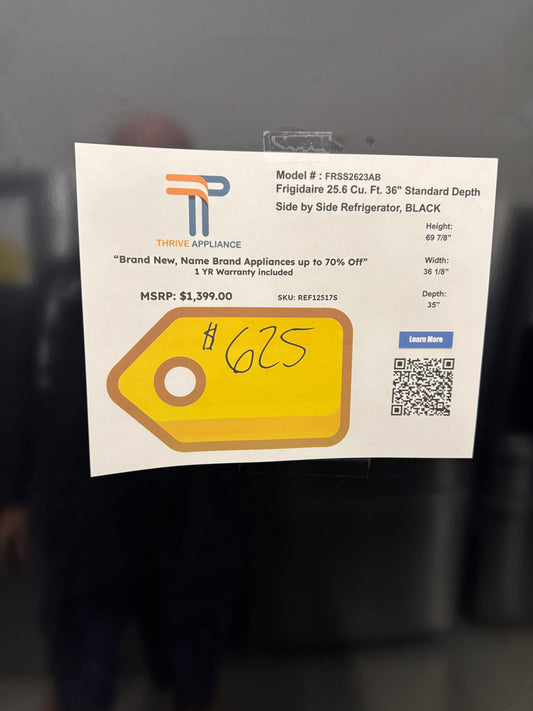 Model # : FRSS2623AB
Frigidaire 25.6 Cu. Ft. 36" Standard Depth
Side by Side Refrigerator, BLACK
THRIVE APPLIANCE
“Brand New, Name Brand Appliances up to 70% Off”
1 YR Warranty included
Height:
69 7/8"
Width:
36 1/8"
Depth:
35"
MSRP: $1,399.00
SKU: REF12517S
$625
Learn More